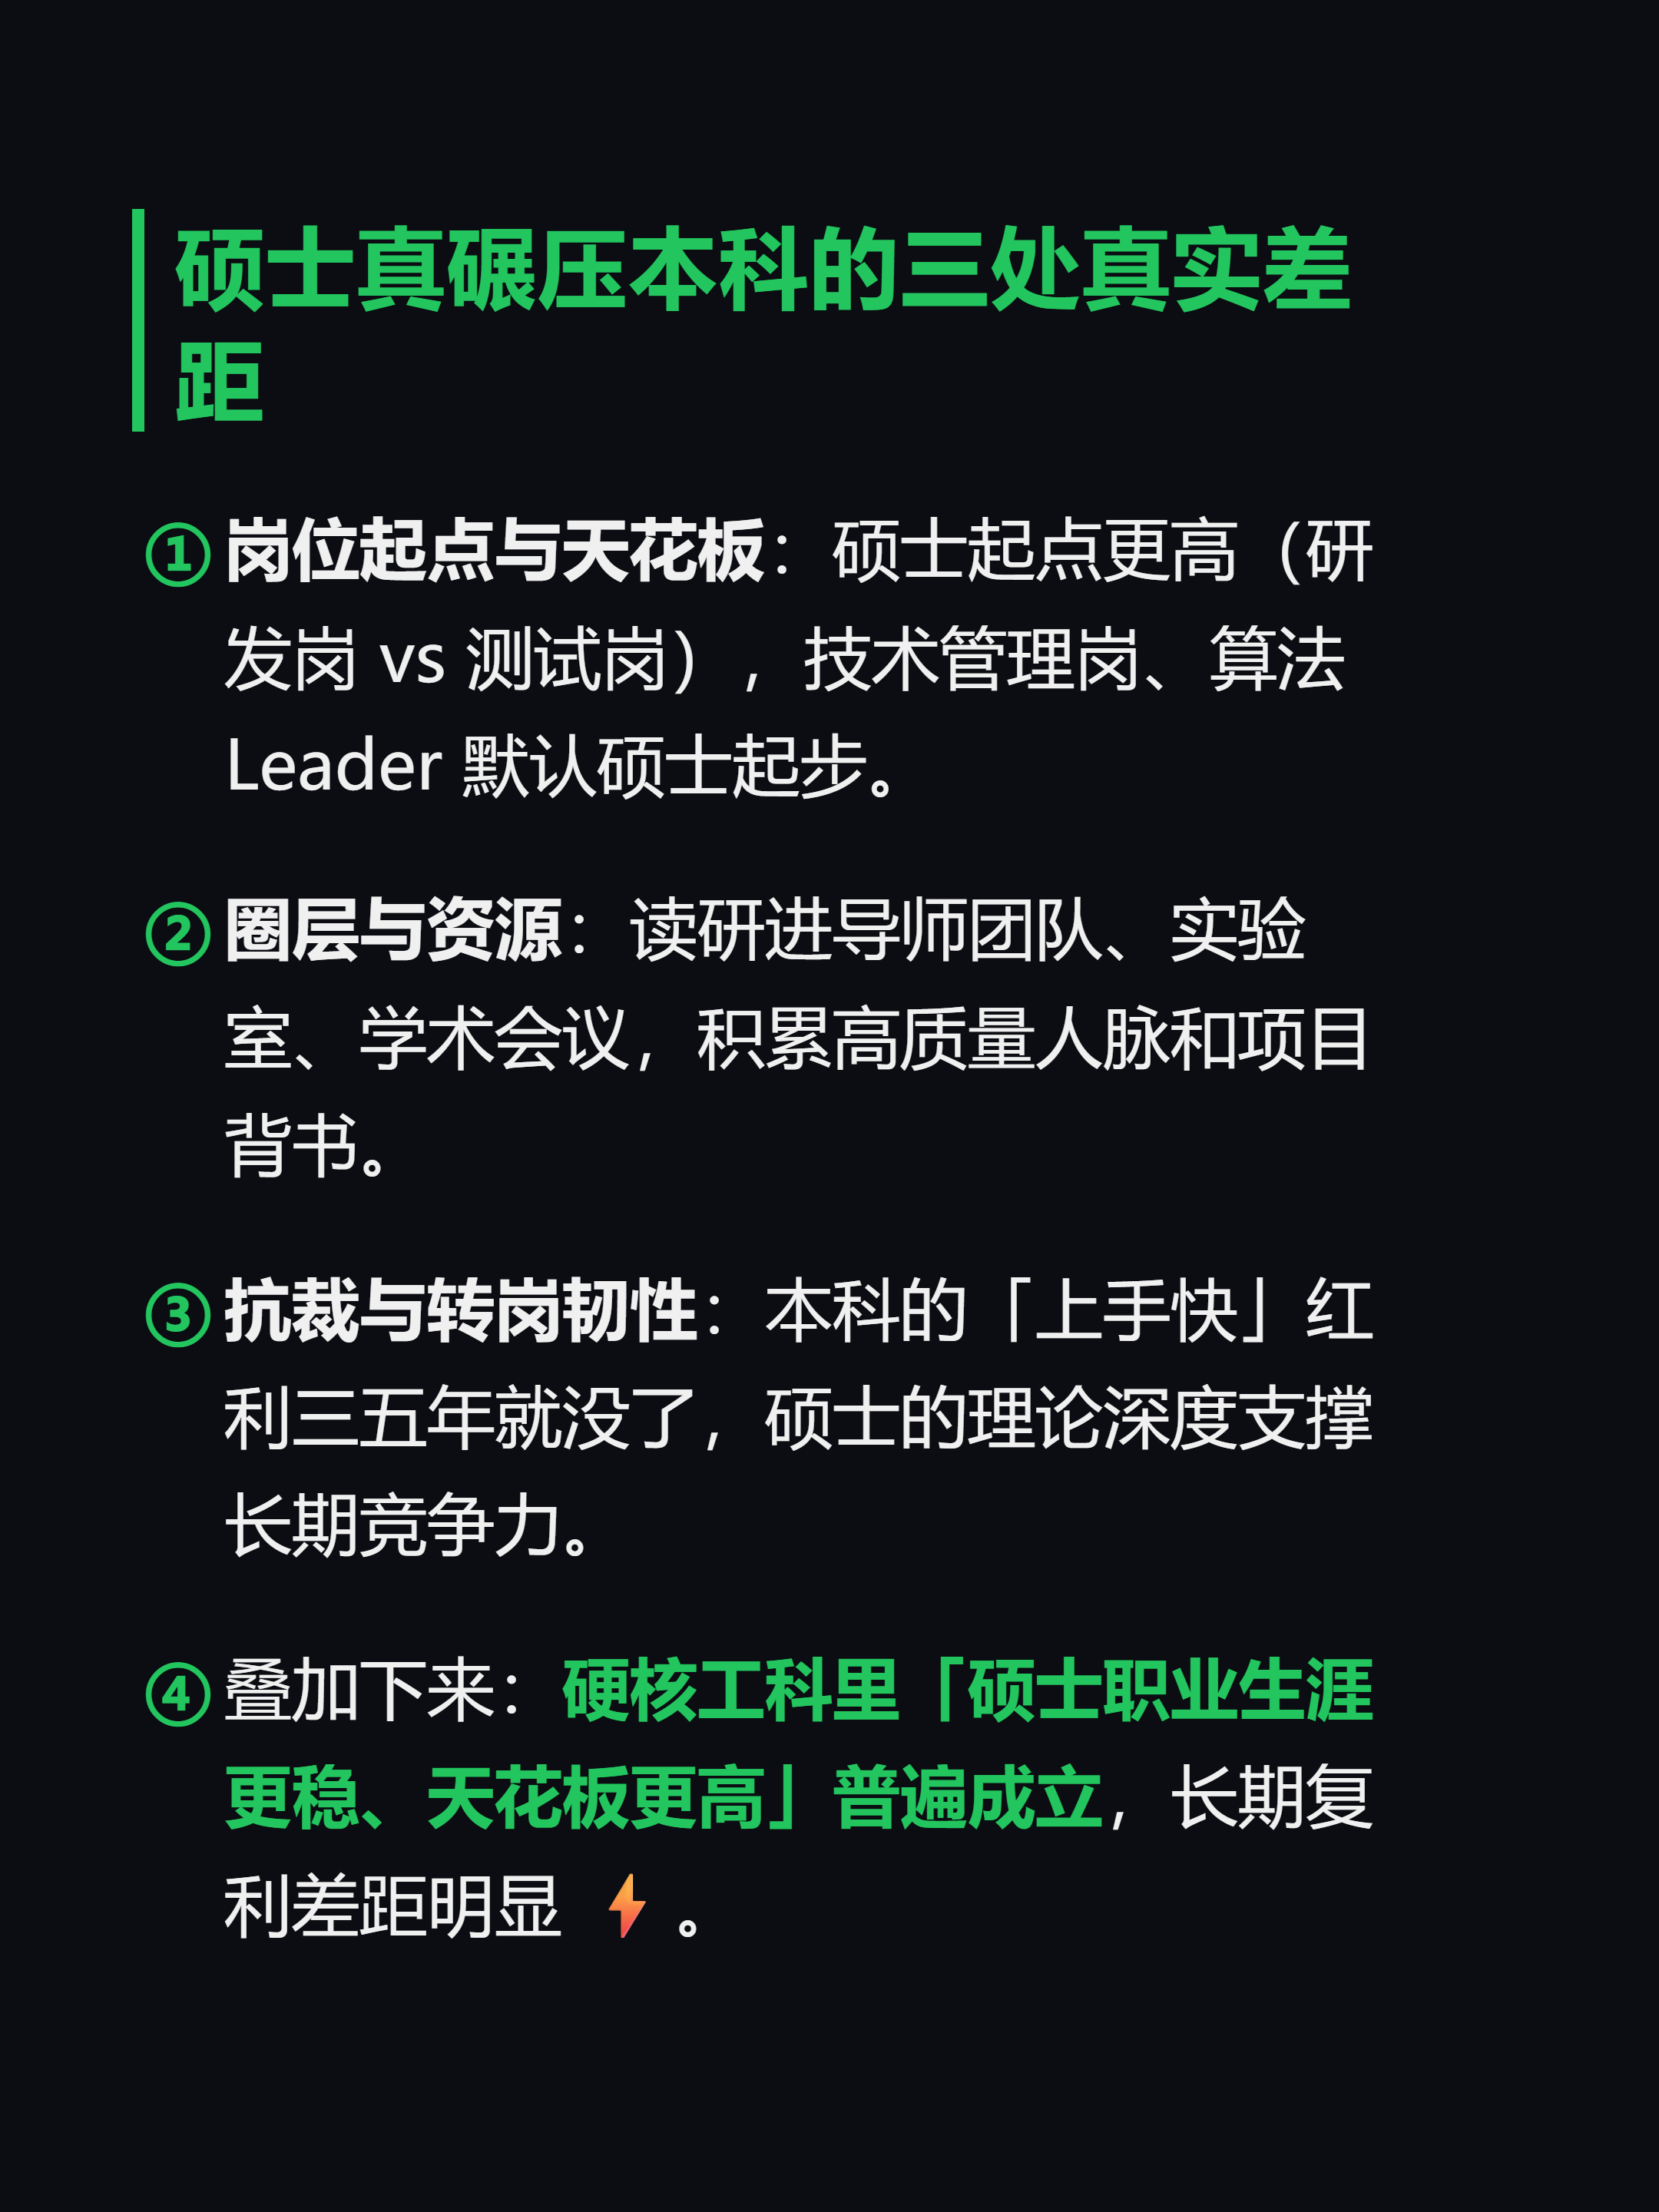 硕士真碾压本科的三处真实差
距
① 岗位起点与天花板：硕士起点更高（研
发岗 vs 测试岗），技术管理岗、算法
Leader 默认硕士起步。
② 圈层与资源：读研进导师团队、实验
室、学术会议，积累高质量人脉和项目
背书。
③ 抗裁与转岗韧性：本科的「上手快」红
利三五年就没了，硕士的理论深度支撑
长期竞争力。
④ 叠加下来：硬核工科里「硕士职业生涯
更稳、天花板更高」普遍成立，长期复
利差距明显 ⚡。